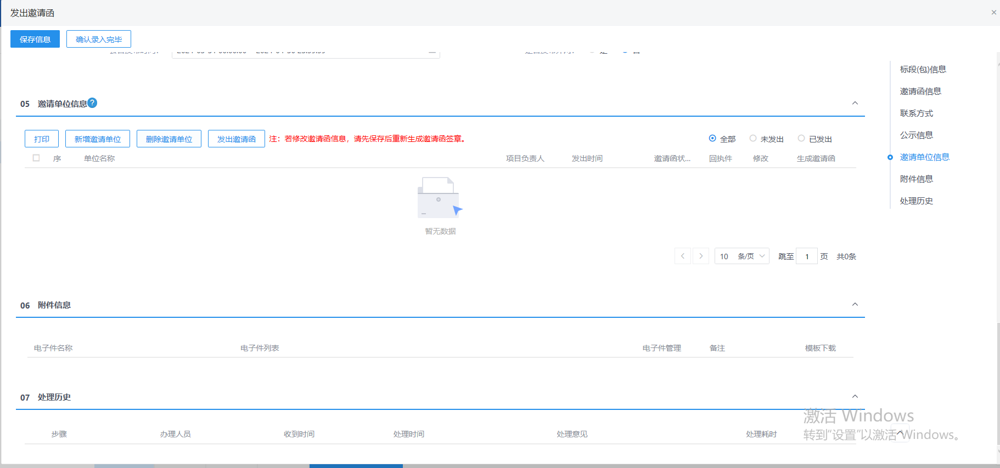 发出邀请函
×
保存信息 确认录入完毕
05 邀请单位信息?
打印 新增邀请单位 删除邀请单位 发出邀请函 注：若修改邀请函信息，请先保存后重新生成邀请函签章。 全部 未发出 已发出
序 单位名称 项目负责人 发出时间 邀请函状... 回执件 修改 生成邀请函
暂无数据
10 条/页 跳至 1 页 共0条
06 附件信息
电子件名称 电子件列表 电子件管理 备注 模板下载
07 处理历史
步骤 办理人员 收到时间 处理时间 处理意见 处理耗时
标段(包)信息
邀请函信息
联系方式
公示信息
邀请单位信息
附件信息
处理历史
激活 Windows
转到“设置”以激活 Windows。